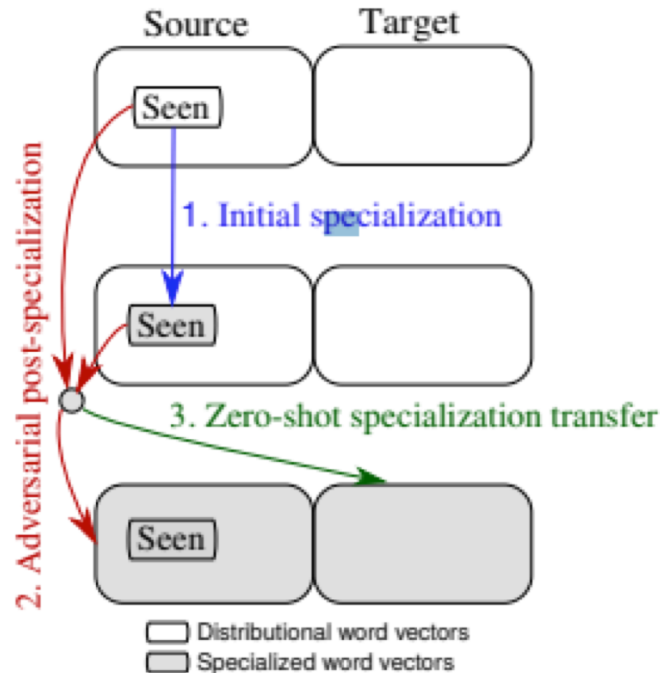 Source Target
Seen
1. Initial specialization
Seen
2. Adversarial post-specialization
3. Zero-shot specialization transfer
Seen
Distributional word vectors
Specialized word vectors